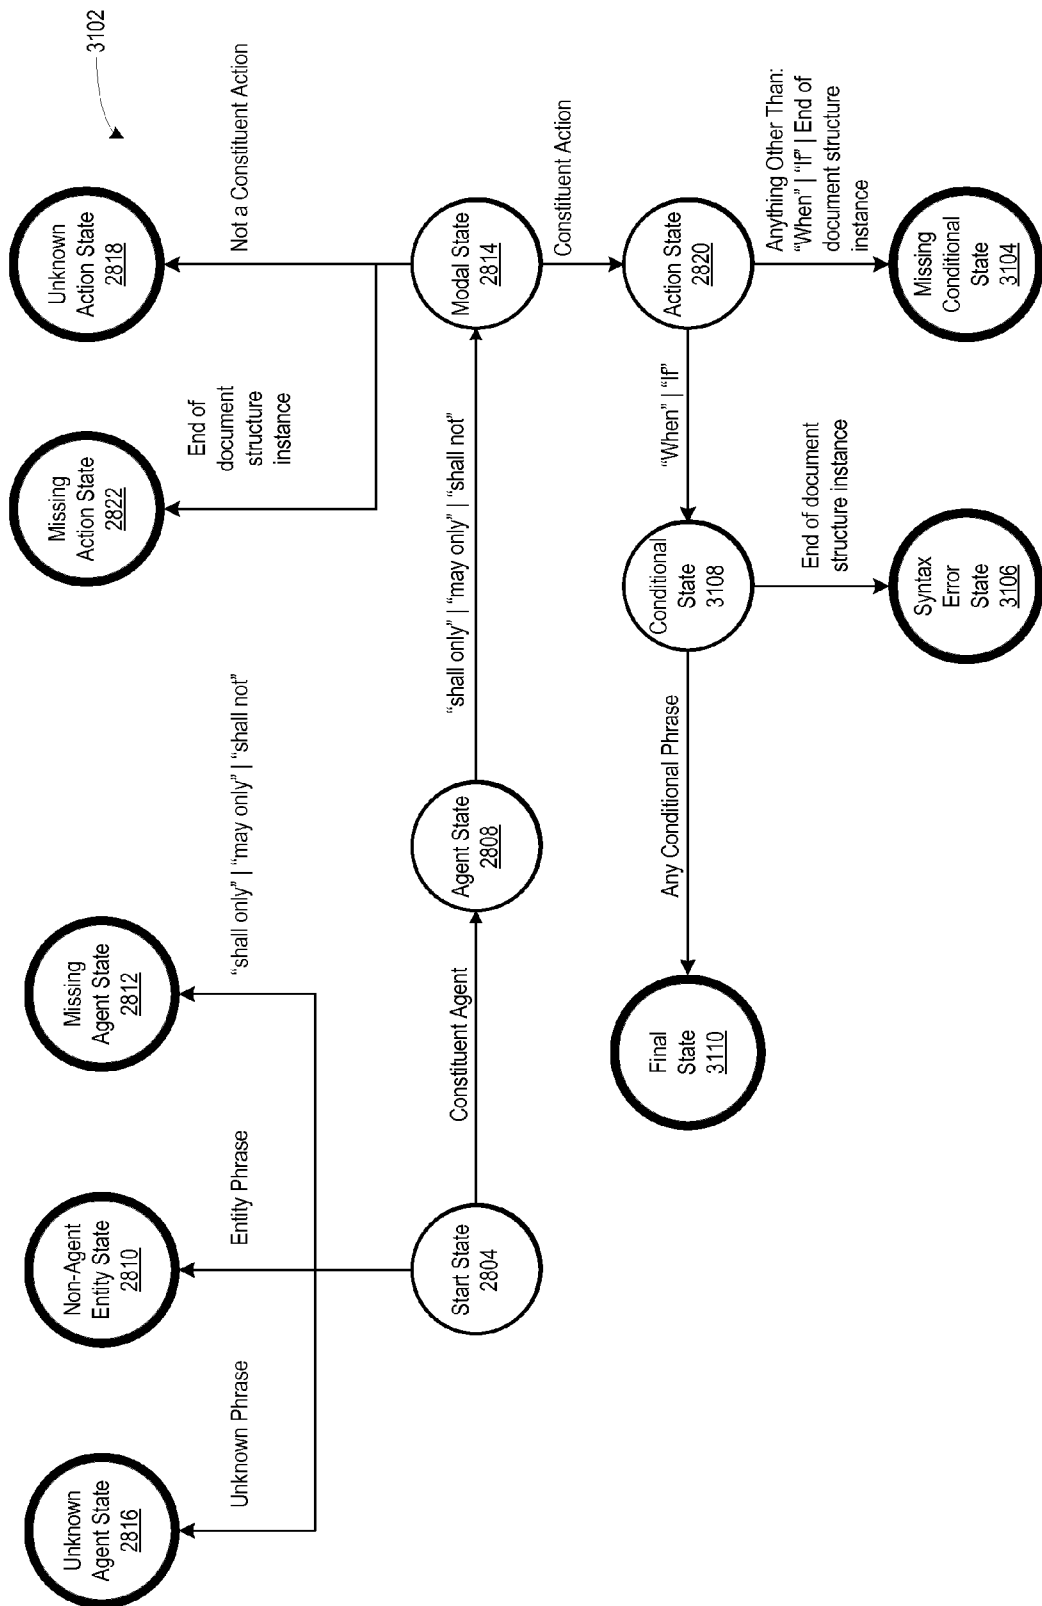 3102
Unknown
Agent State
2816
Non-Agent
Entity State
2810
Missing
Agent State
2812
Missing
Action State
2822
Unknown
Action State
2818
Unknown Phrase
Entity Phrase
“shall only” | “may only” | “shall not”
End of
document
structure
instance
Not a Constituent Action
Start State
2804
Constituent Agent
Agent State
2808
“shall only” | “may only” | “shall not”
Modal State
2814
Constituent Action
Final
State
3110
Any Conditional Phrase
Conditional
State
3108
“When” | “If”
Action State
2820
End of document
structure instance
Anything Other Than:
“When” | “If” | End of
document structure
instance
Syntax
Error
State
3106
Missing
Conditional
State
3104